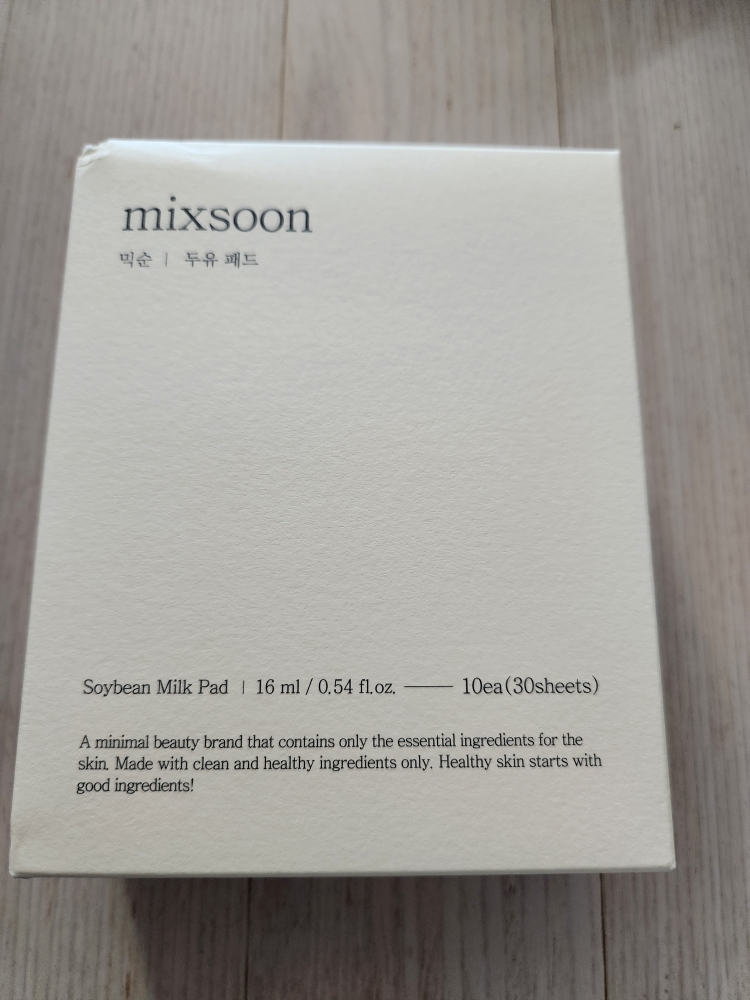 mixsoon
믹순 | 두유 패드
Soybean Milk Pad | 16 ml / 0.54 fl.oz. —— 10ea(30sheets)
A minimal beauty brand that contains only the essential ingredients for the
skin. Made with clean and healthy ingredients only. Healthy skin starts with
good ingredients!